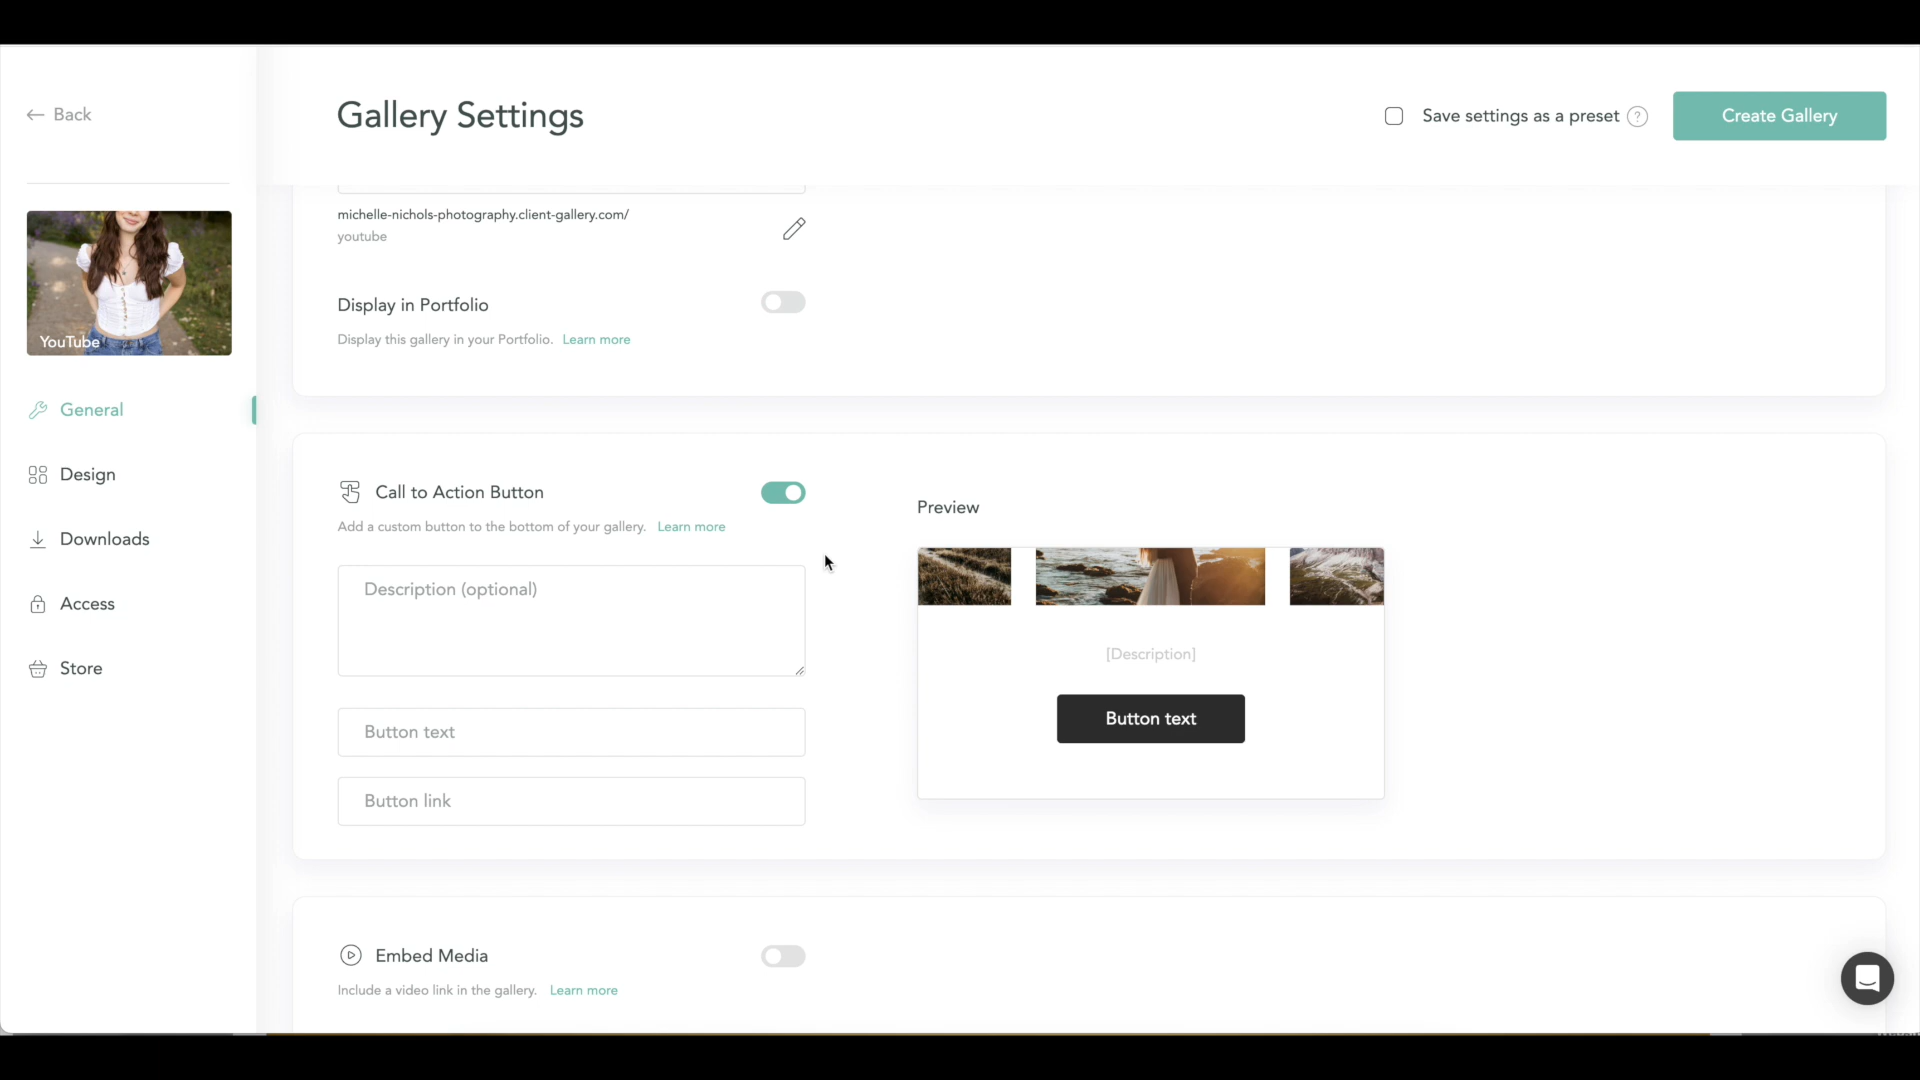 Back
Gallery Settings
Save settings as a preset ?
Create Gallery
michelle-nichols-photography.client-gallery.com/
youtube
Display in Portfolio
Display this gallery in your Portfolio. Learn more
YouTube
General
Design
Downloads
Access
Store
Call to Action Button
Add a custom button to the bottom of your gallery. Learn more
Description (optional)
Button text
Button link
Preview
[Description]
Button text
Embed Media
Include a video link in the gallery. Learn more